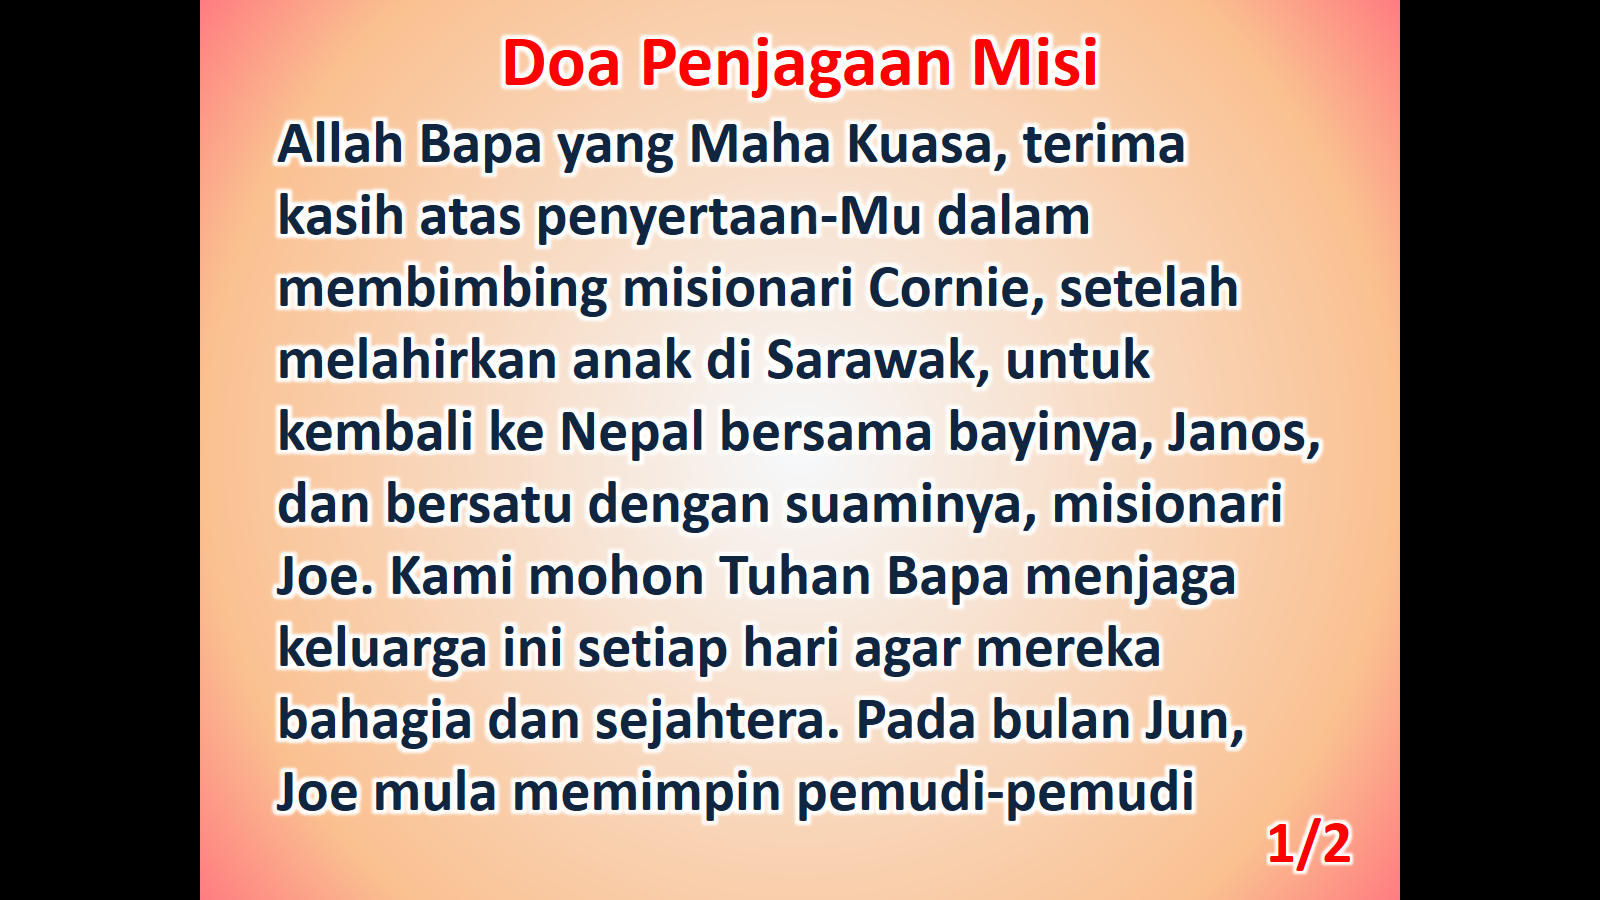 Doa Penjagaan Misi
Allah Bapa yang Maha Kuasa, terima
kasih atas penyertaan-Mu dalam
membimbing misionari Cornie, setelah
melahirkan anak di Sarawak, untuk
kembali ke Nepal bersama bayinya, Janos,
dan bersatu dengan suaminya, misionari
Joe. Kami mohon Tuhan Bapa menjaga
keluarga ini setiap hari agar mereka
bahagia dan sejahtera. Pada bulan Jun,
Joe mula memimpin pemudi-pemudi
1/2